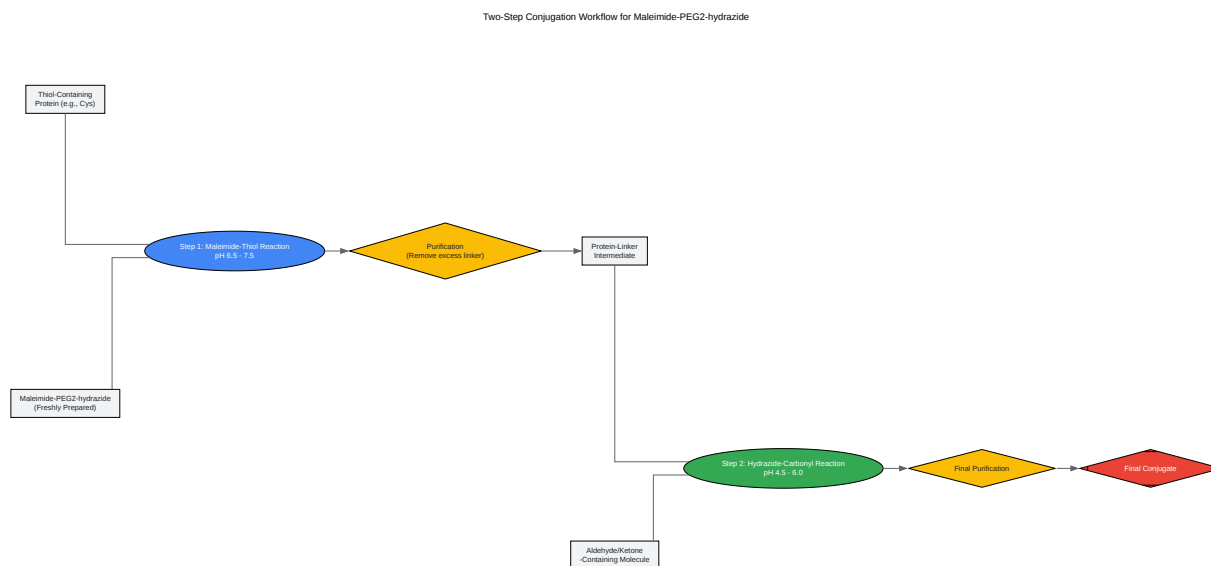 Two-Step Conjugation Workflow for Maleimide-PEG2-hydrazide
Thiol-Containing
Protein (e.g., Cys)
Step 1: Maleimide-Thiol Reaction
pH 6.5 - 7.5
Purification
(Remove excess linker)
Protein-Linker
Intermediate
Maleimide-PEG2-hydrazide
(Freshly Prepared)
Step 2: Hydrazide-Carbonyl Reaction
pH 4.5 - 6.0
Final Purification
Final Conjugate
Aldehyde/Ketone
-Containing Molecule